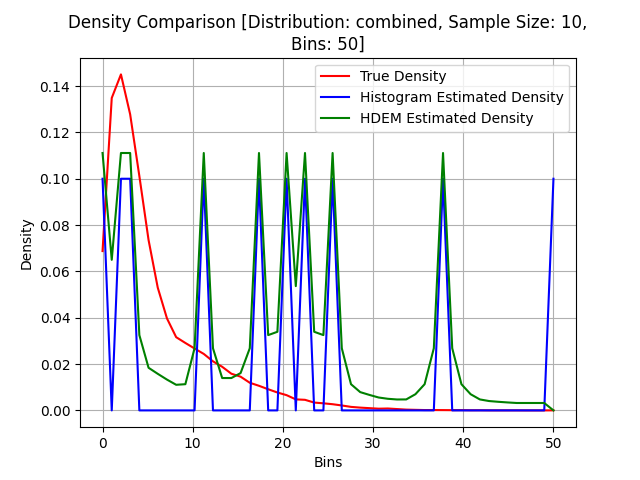 Density Comparison [Distribution: combined, Sample Size: 10,
Bins: 50]
True Density
Histogram Estimated Density
HDEM Estimated Density
Density
0.14
0.12
0.10
0.08
0.06
0.04
0.02
0.00
0 10 20 30 40 50
Bins